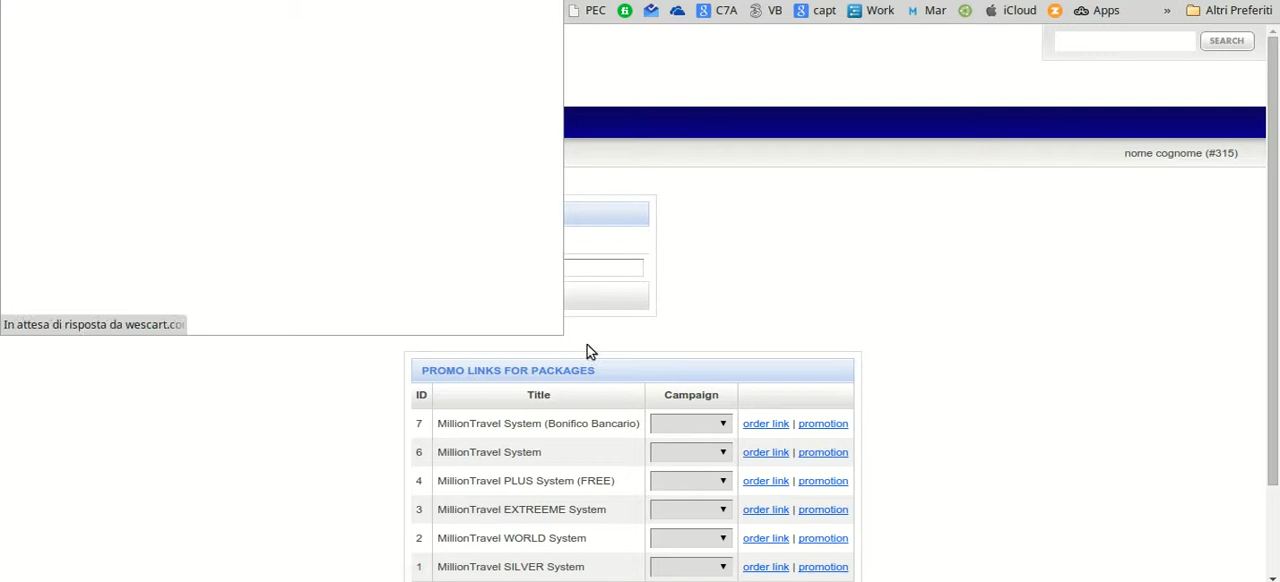 PEC C7A VB capt Work Mar iCloud Apps » Altri Preferiti
SEARCH
nome cognome (#315)
In attesa di risposta da wescart.co
PROMO LINKS FOR PACKAGES
ID Title Campaign
7 MillionTravel System (Bonifico Bancario) order link | promotion
6 MillionTravel System order link | promotion
4 MillionTravel PLUS System (FREE) order link | promotion
3 MillionTravel EXTREEME System order link | promotion
2 MillionTravel WORLD System order link | promotion
1 MillionTravel SILVER System order link | promotion